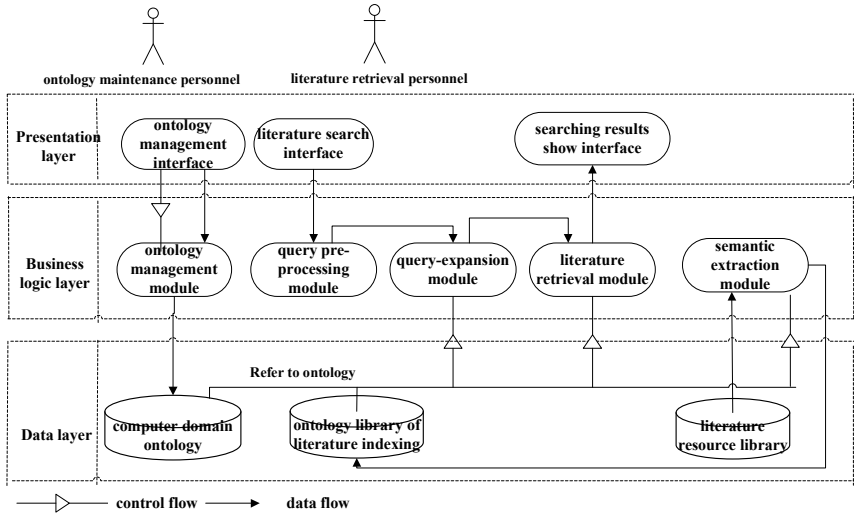 ontology maintenance personnel
literature retrieval personnel
Presentation
layer
ontology
management
interface
literature search
interface
searching results
show interface
Business
logic layer
ontology
management
module
query pre-
processing
module
query-expansion
module
literature
retrieval module
semantic
extraction
module
Refer to ontology
Data layer
computer domain
ontology
ontology library of
literature indexing
literature
resource library
control flow
data flow